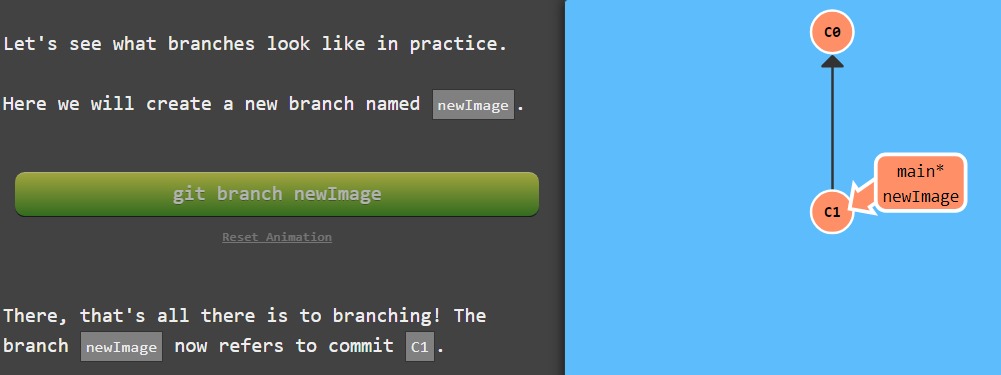 Let's see what branches look like in practice.
Here we will create a new branch named newImage.
git branch newImage
Reset Animation
There, that's all there is to branching! The
branch newImage now refers to commit C1.
C0
main*
newImage
C1